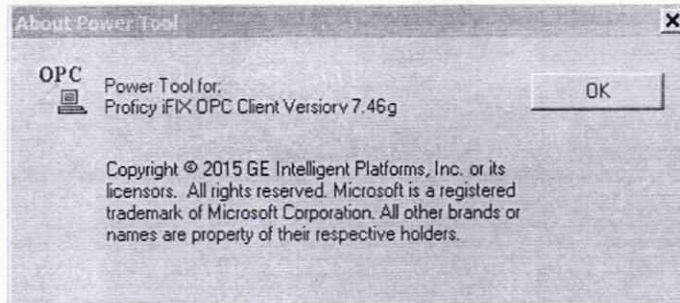 About Power Tool
OPC
Power Tool for:
Proficy iFIX OPC Client Version 7.46g
OK
Copyright © 2015 GE Intelligent Platforms, Inc. or its
licensors. All rights reserved. Microsoft is a registered
trademark of Microsoft Corporation. All other brands or
names are property of their respective holders.